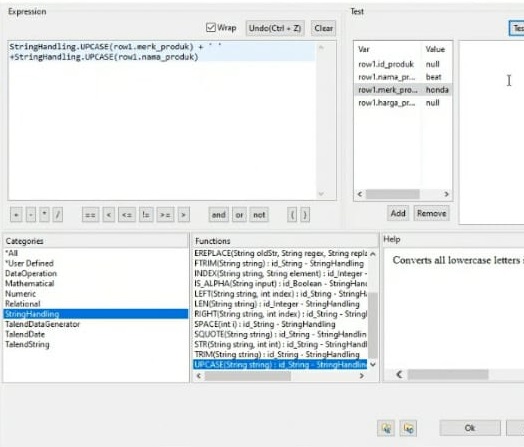 Expression
Wrap
Undo(Ctrl + Z)
Clear
StringHandling.UPCASE(row1.merk_produk) + ' '
+StringHandling.UPCASE(row1.nama_produk)
+ - * / == < <= != >= > and or not ( )
Test
Tes
Var Value
row1.id_produk null
row1.nama_pr... beat
row1.merk_pro... honda
row1.harga_pr... null
Add Remove
Categories
*All
*User Defined
DataOperation
Mathematical
Numeric
Relational
StringHandling
TalendDataGenerator
TalendDate
TalendString
Functions
EREPLACE(String oldStr, String regex, String repla
FTRIM(String string) : id_String - StringHandling
INDEX(String string, String element) : id_Integer -
IS_ALPHA(String input) : id_Boolean - StringHan
LEFT(String string, int index) : id_String - StringH
LEN(String string) : id_Integer - StringHandling
RIGHT(String string, int index) : id_String - String
SPACE(int i) : id_String - StringHandling
SQUOTE(String string) : id_String - StringHandlin
STR(String string, int int) : id_String - StringHandlin
TRIM(String string) : id_String - StringHandling
UPCASE(String string) : id_String - StringHandlin
Help
Converts all lowercase letters
Ok